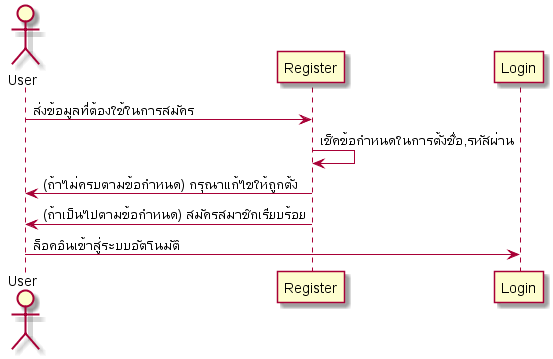 User
Register
Login
ส่งข้อมูลที่ต้องใช้ในการสมัคร
เช็คข้อกำหนดในการตั้งชื่อ,รหัสผ่าน
(ถ้าไม่ครบตามข้อกำหนด) กรุณาแก้ไขให้ถูกต้ง
(ถ้าเป็นไปตามข้อกำหนด) สมัครสมาชิกเรียบร้อย
ล็อคอินเข้าสู่ระบบอัตโนมัติ
User
Register
Login